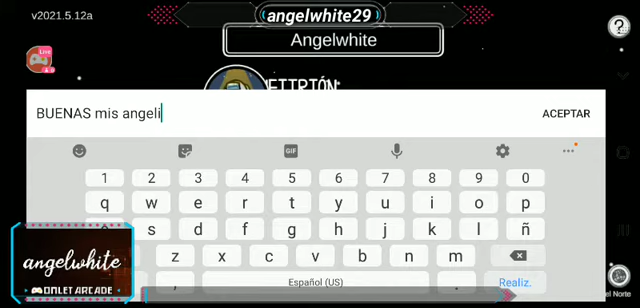 v2021.5.12a
angelwhite29
?
Angelwhite
Live
BUENAS mis angeli
ACEPTAR
GIF
1 2 3 4 5 6 7 8 9 0
q w e r t y u i o p
s d f g h j k l ñ
z x c v b n m
angelwhite
OMLET ARCADE
, Español (US) . Realiz.
el Norte